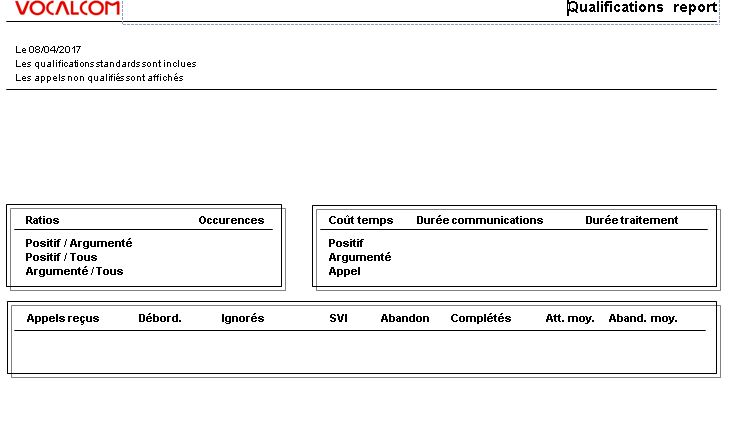 VOCALCOM Qualifications report
Le 08/04/2017
Les qualifications standards sont inclues
Les appels non qualifiés sont affichés
Ratios Occurences
Positif / Argumenté
Positif / Tous
Argumenté / Tous
Coût temps Durée communications Durée traitement
Positif
Argumenté
Appel
Appels reçus Débord. Ignorés SVI Abandon Complétés Att. moy. Aband. moy.